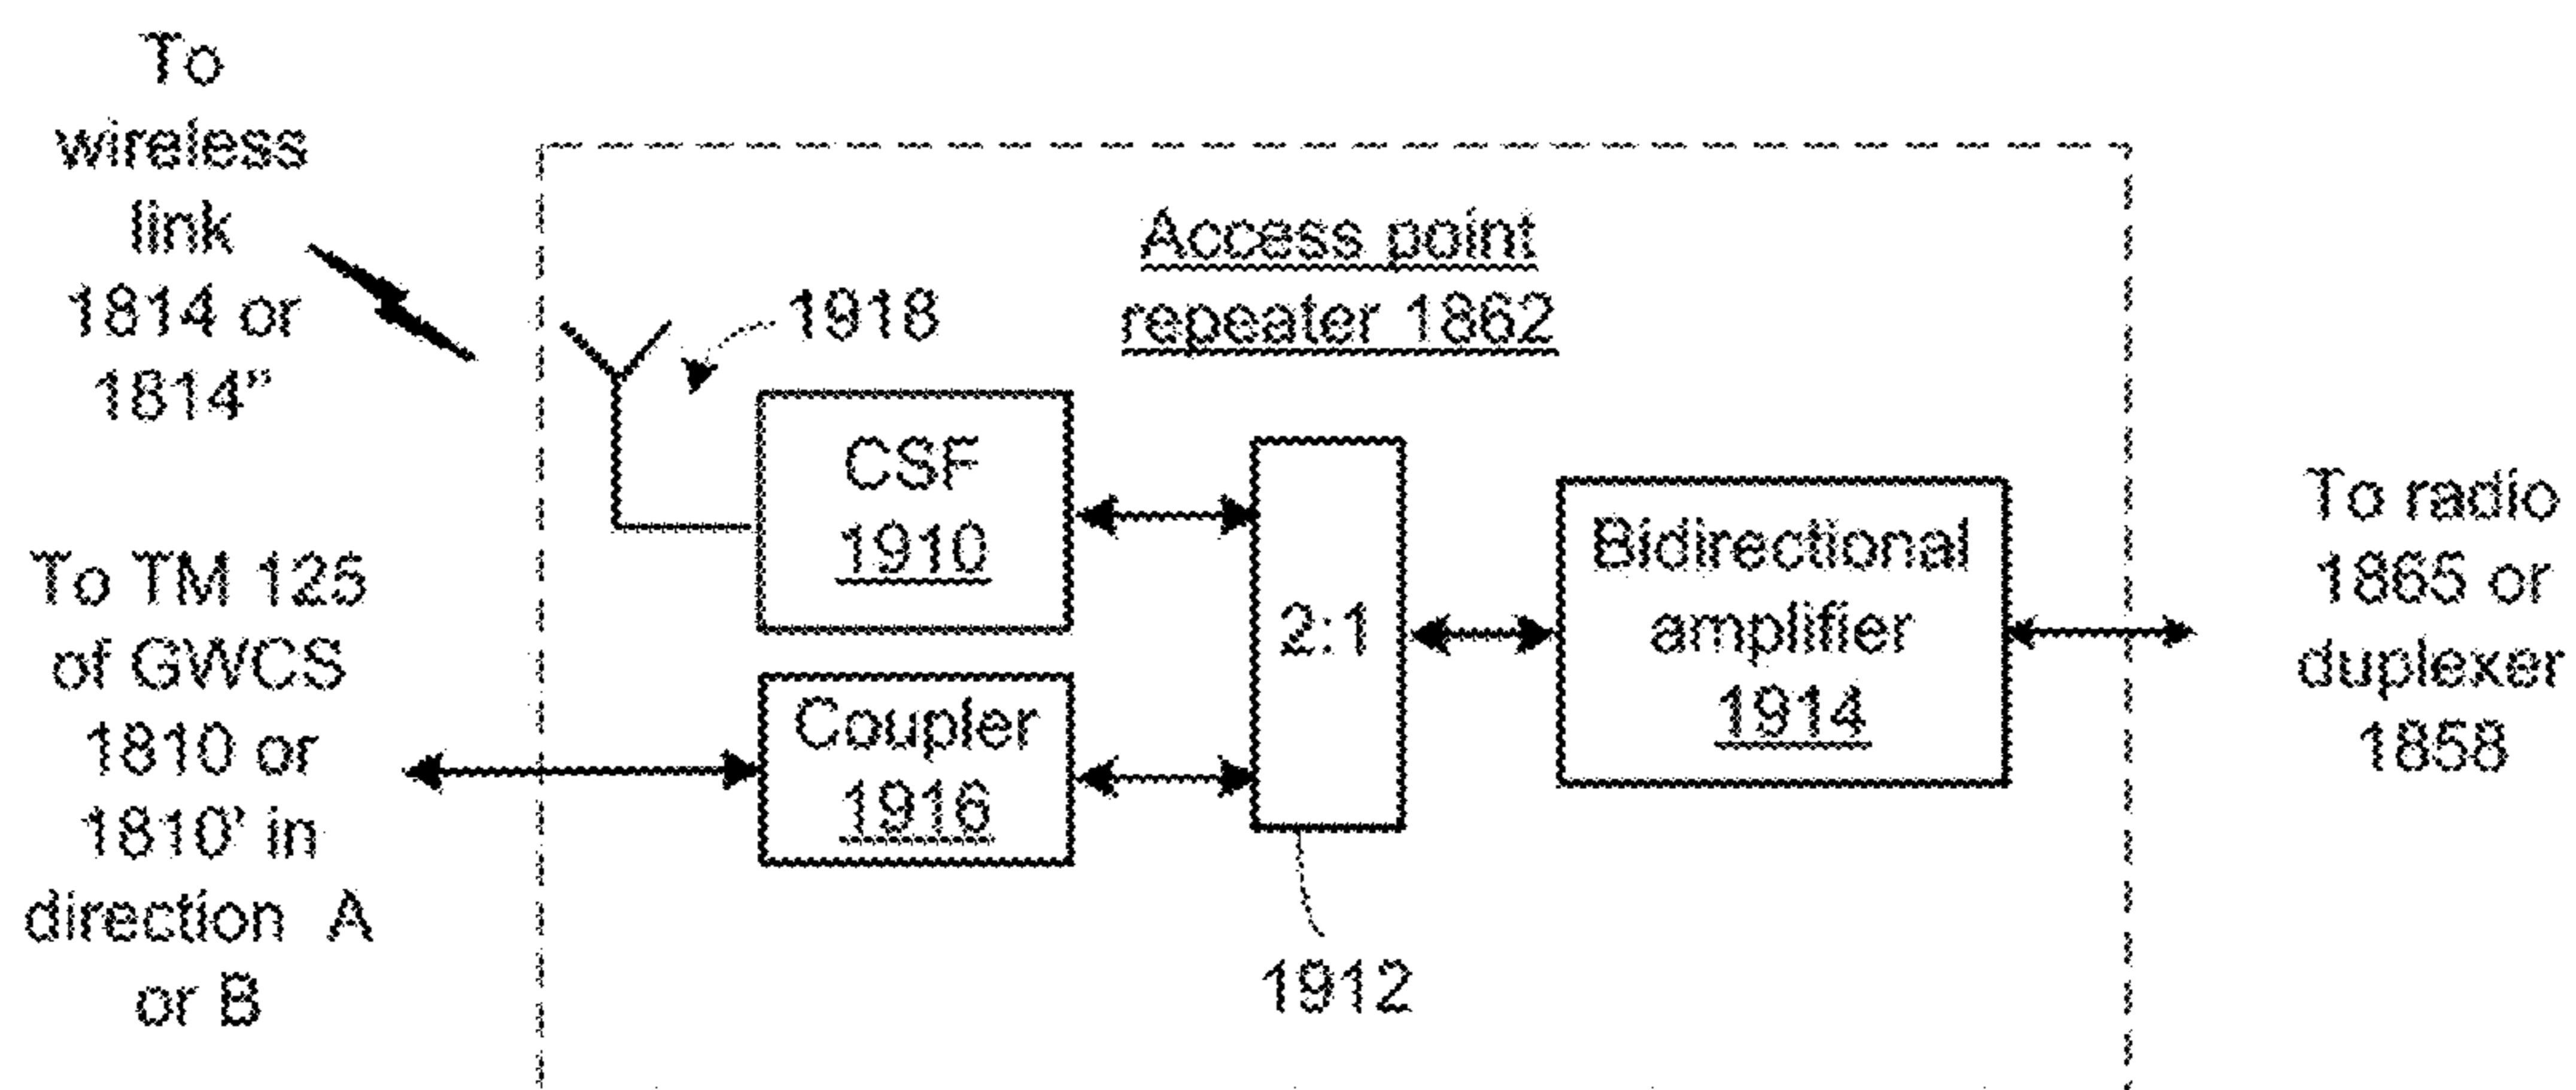 To
wireless
link
1814 or
1814”
To TM 125
of GWCS
1810 or
1810’ in
direction A
or B
Access point
repeater 1862
1918
CSF
1910
Coupler
1916
2:1
1912
Bidirectional
amplifier
1914
To radio
1865 or
duplexer
1858